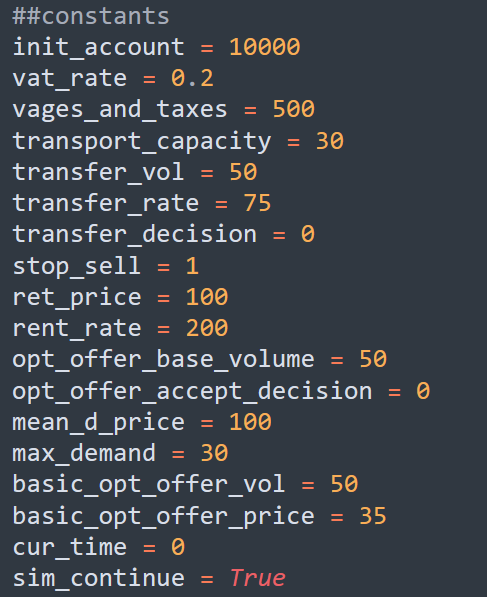 ##constants
init_account = 10000
vat_rate = 0.2
vages_and_taxes = 500
transport_capacity = 30
transfer_vol = 50
transfer_rate = 75
transfer_decision = 0
stop_sell = 1
ret_price = 100
rent_rate = 200
opt_offer_base_volume = 50
opt_offer_accept_decision = 0
mean_d_price = 100
max_demand = 30
basic_opt_offer_vol = 50
basic_opt_offer_price = 35
cur_time = 0
sim_continue = True